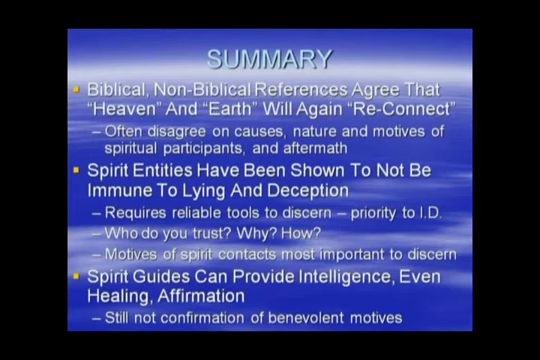 SUMMARY
Biblical, Non-Biblical References Agree That
“Heaven” And “Earth” Will Again “Re-Connect”
– Often disagree on causes, nature and motives of
spiritual participants, and aftermath
Spirit Entities Have Been Shown To Not Be
Immune To Lying And Deception
– Requires reliable tools to discern – priority to I.D.
– Who do you trust? Why? How?
– Motives of spirit contacts most important to discern
Spirit Guides Can Provide Intelligence, Even
Healing, Affirmation
– Still not confirmation of benevolent motives